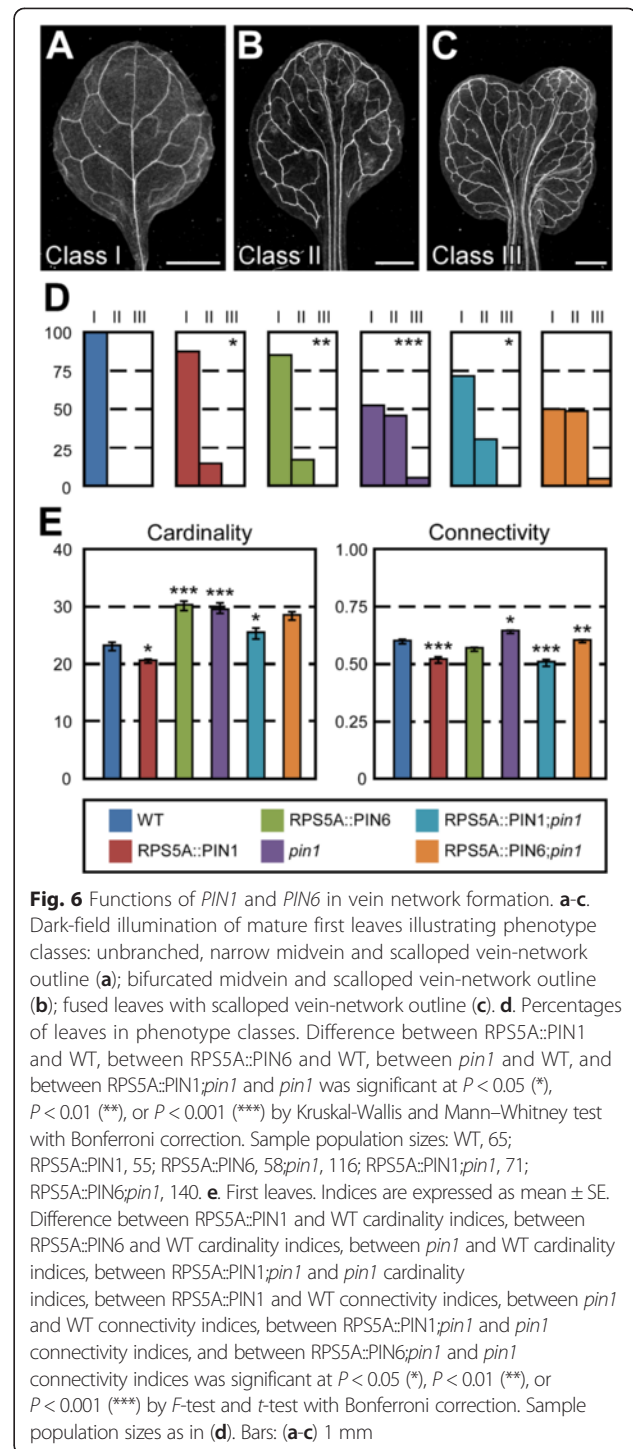 A
B
C
Class I
Class II
Class III
D
I II III I II III I II III I II III I II III
* ** *** *
100
75
50
25
0
E
Cardinality
40
30
20
10
0
* *** *** *
Connectivity
1.00
0.75
0.50
0.25
0
*** * *** **
WT RPS5A::PIN6 RPS5A::PIN1;pin1
RPS5A::PIN1 pin1 RPS5A::PIN6;pin1
Fig. 6 Functions of PIN1 and PIN6 in vein network formation. a-c.
Dark-field illumination of mature first leaves illustrating phenotype
classes: unbranched, narrow midvein and scalloped vein-network
outline (a); bifurcated midvein and scalloped vein-network outline
(b); fused leaves with scalloped vein-network outline (c). d. Percentages
of leaves in phenotype classes. Difference between RPS5A::PIN1
and WT, between RPS5A::PIN6 and WT, between pin1 and WT, and
between RPS5A::PIN1;pin1 and pin1 was significant at P < 0.05 (*),
P < 0.01 (**), or P < 0.001 (***) by Kruskal-Wallis and Mann–Whitney test
with Bonferroni correction. Sample population sizes: WT, 65;
RPS5A::PIN1, 55; RPS5A::PIN6, 58;pin1, 116; RPS5A::PIN1;pin1, 71;
RPS5A::PIN6;pin1, 140. e. First leaves. Indices are expressed as mean ± SE.
Difference between RPS5A::PIN1 and WT cardinality indices, between
RPS5A::PIN6 and WT cardinality indices, between pin1 and WT cardinality
indices, between RPS5A::PIN1;pin1 and pin1 cardinality
indices, between RPS5A::PIN1 and WT connectivity indices, between pin1
and WT connectivity indices, between RPS5A::PIN1;pin1 and pin1
connectivity indices, and between RPS5A::PIN6;pin1 and pin1
connectivity indices was significant at P < 0.05 (*), P < 0.01 (**), or
P < 0.001 (***) by F-test and t-test with Bonferroni correction. Sample
population sizes as in (d). Bars: (a-c) 1 mm